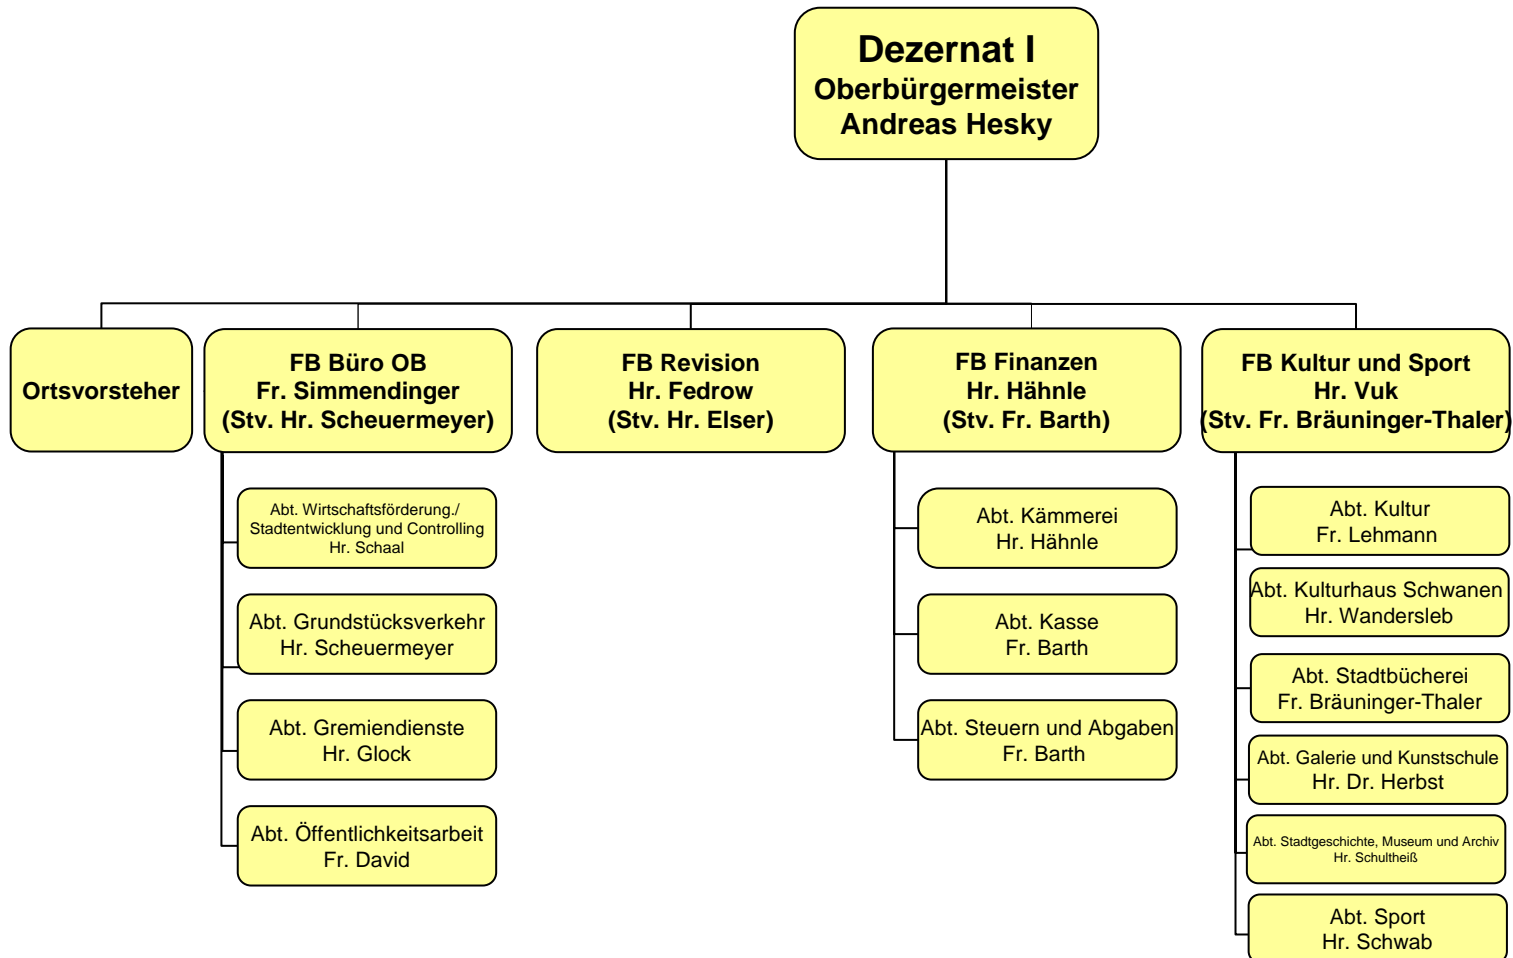 Dezernat I
Oberbürgermeister
Andreas Hesky
Ortsvorsteher
FB Büro OB
Fr. Simmendinger
(Stv. Hr. Scheuermeyer)
FB Revision
Hr. Fedrow
(Stv. Hr. Elser)
FB Finanzen
Hr. Hähnle
(Stv. Fr. Barth)
FB Kultur und Sport
Hr. Vuk
(Stv. Fr. Bräuninger-Thaler)
Abt. Wirtschaftsförderung./
Stadtentwicklung und Controlling
Hr. Schaal
Abt. Grundstücksverkehr
Hr. Scheuermeyer
Abt. Gremiendienste
Hr. Glock
Abt. Öffentlichkeitsarbeit
Fr. David
Abt. Kämmerei
Hr. Hähnle
Abt. Kasse
Fr. Barth
Abt. Steuern und Abgaben
Fr. Barth
Abt. Kultur
Fr. Lehmann
Abt. Kulturhaus Schwanen
Hr. Wandersleb
Abt. Stadtbücherei
Fr. Bräuninger-Thaler
Abt. Galerie und Kunstschule
Hr. Dr. Herbst
Abt. Stadtgeschichte, Museum und Archiv
Hr. Schultheiß
Abt. Sport
Hr. Schwab